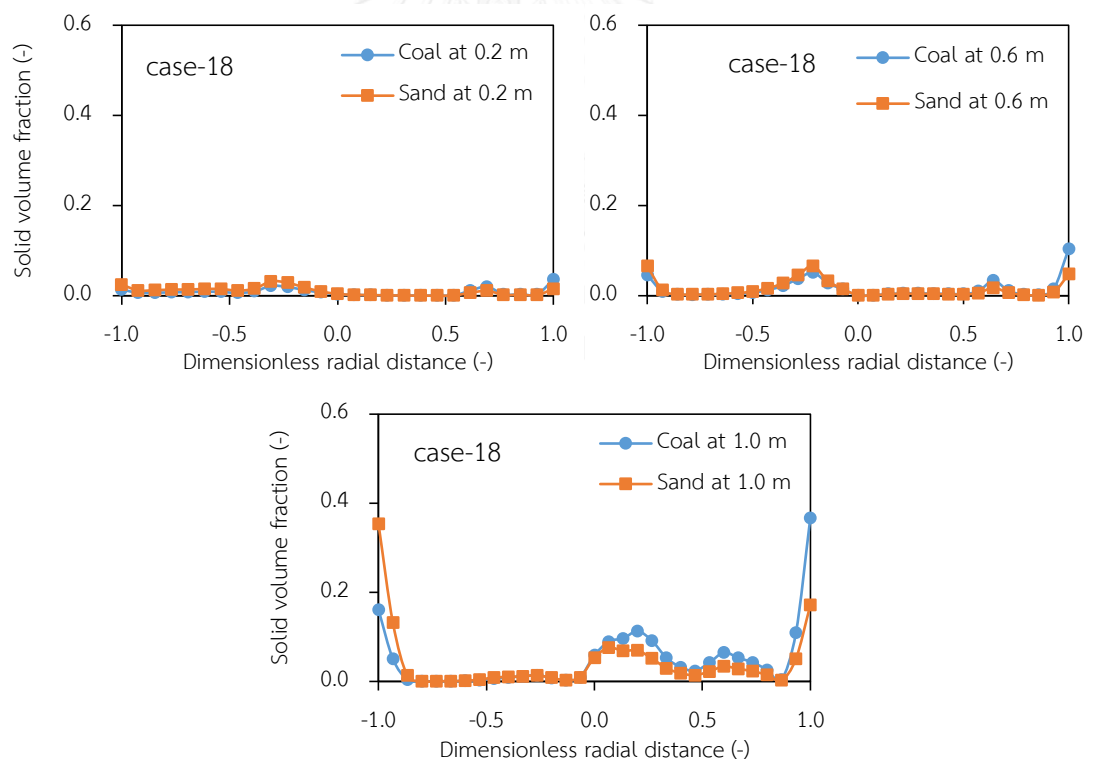 0.6
0.4
0.2
0.0
-1.0 -0.5 0.0 0.5 1.0
Solid volume fraction (-)
Dimensionless radial distance (-)
case-18
Coal at 0.2 m
Sand at 0.2 m
0.6
0.4
0.2
0.0
-1.0 -0.5 0.0 0.5 1.0
Dimensionless radial distance (-)
case-18
Coal at 0.6 m
Sand at 0.6 m
0.6
0.4
0.2
0.0
-1.0 -0.5 0.0 0.5 1.0
Solid volume fraction (-)
Dimensionless radial distance (-)
case-18
Coal at 1.0 m
Sand at 1.0 m